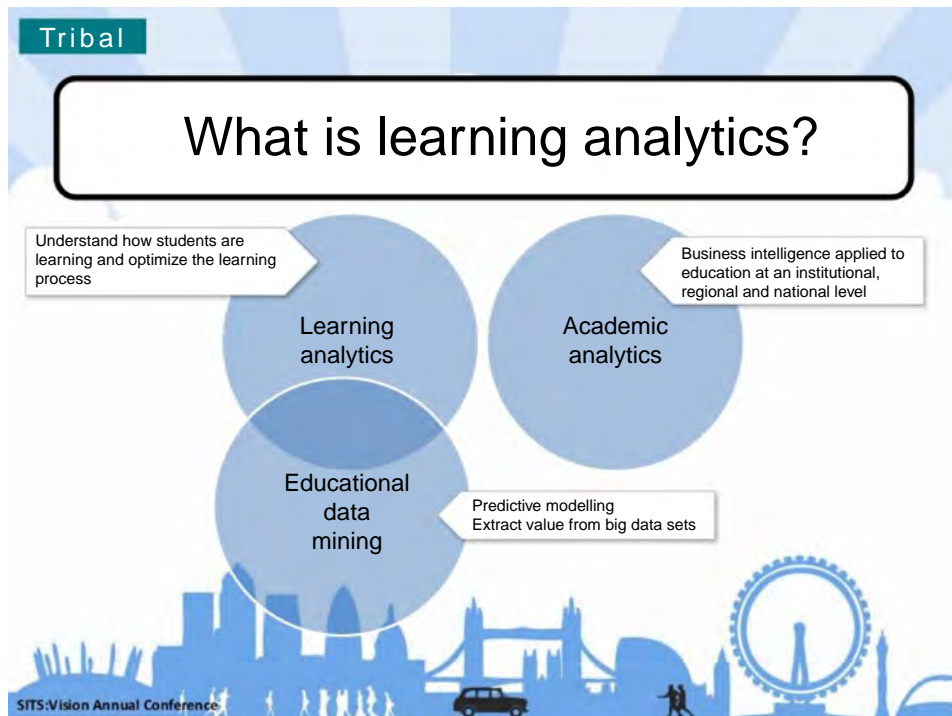 Tribal
What is learning analytics?
Understand how students are
learning and optimize the learning
process
Business intelligence applied to
education at an institutional,
regional and national level
Learning
analytics
Academic
analytics
Educational
data
mining
Predictive modelling
Extract value from big data sets
SITS:Vision Annual Conference